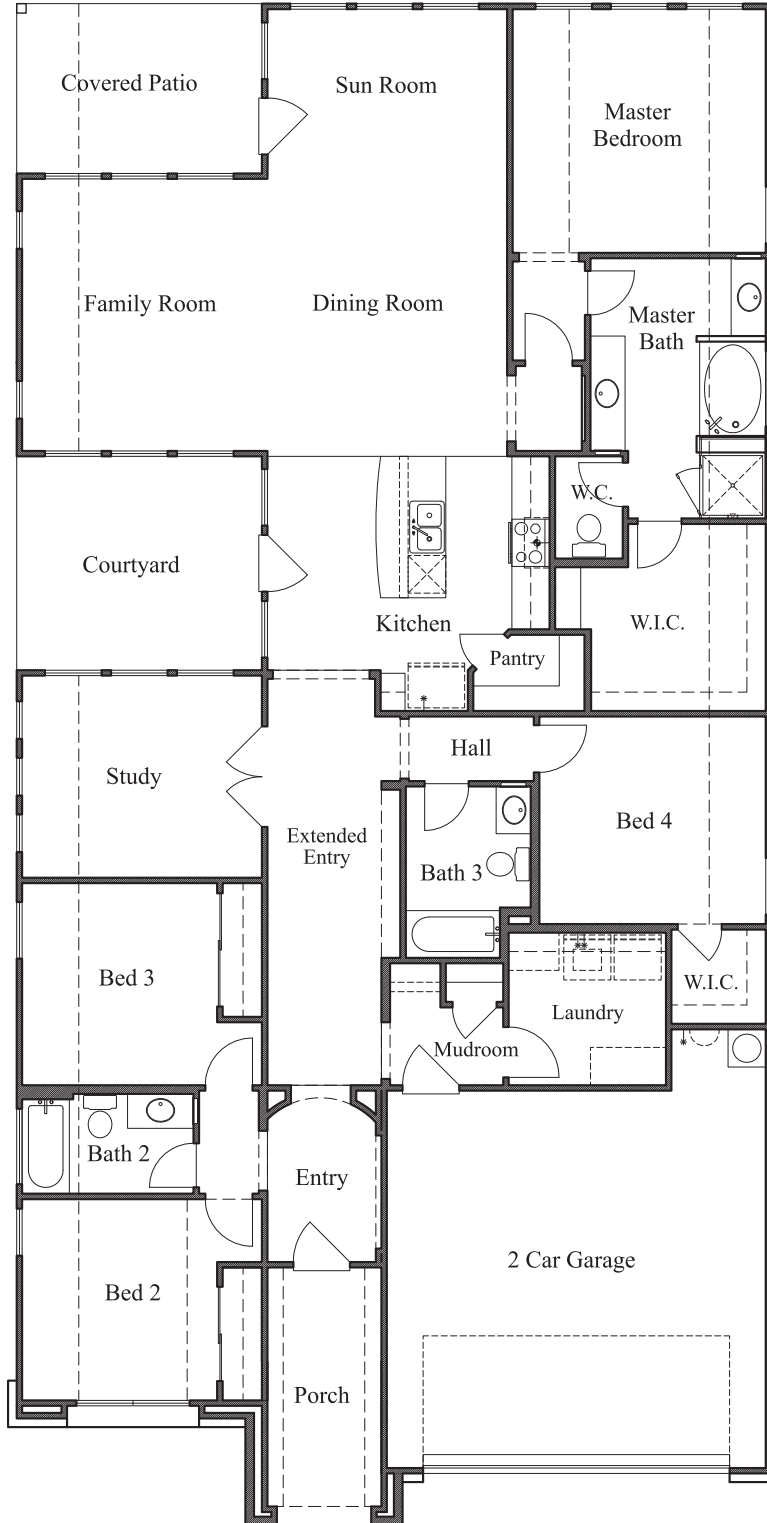 Covered Patio
Sun Room
Master
Bedroom
Family Room
Dining Room
Master
Bath
W.C.
Courtyard
Kitchen
W.I.C.
Pantry
Hall
Study
Extended
Entry
Bed 4
Bath 3
Bed 3
W.I.C.
Laundry
Mudroom
Bath 2
Entry
2 Car Garage
Bed 2
Porch